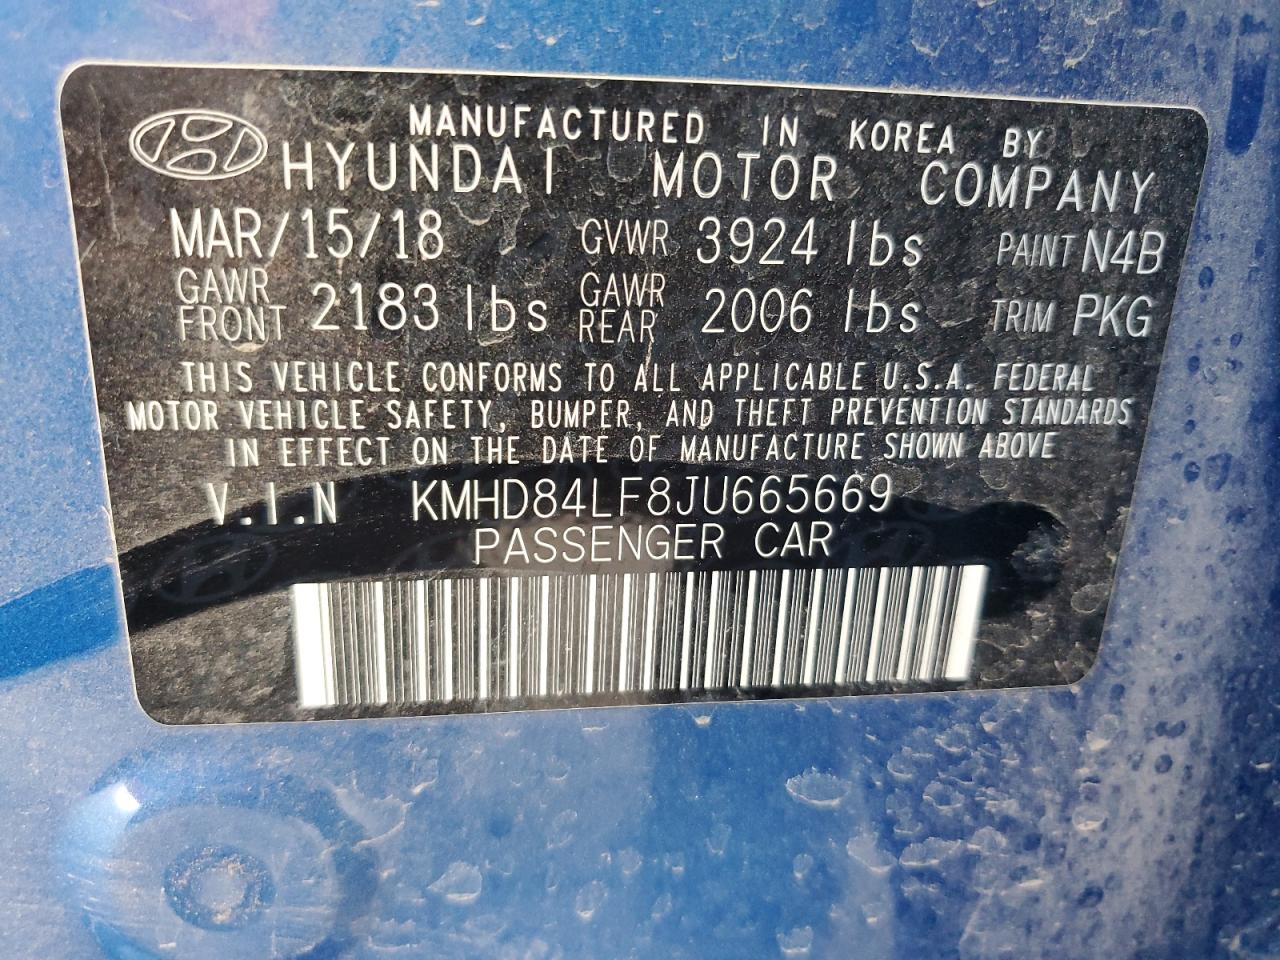 MANUFACTURED IN KOREA BY
HYUNDAI MOTOR COMPANY
MAR/15/18 GVWR 3924 lbs PAINT N4B
GAWR FRONT 2183 lbs GAWR REAR 2006 lbs TRIM PKG
THIS VEHICLE CONFORMS TO ALL APPLICABLE U.S.A. FEDERAL
MOTOR VEHICLE SAFETY, BUMPER, AND THEFT PREVENTION STANDARDS
IN EFFECT ON THE DATE OF MANUFACTURE SHOWN ABOVE
V.I.N KMHD84LF8JU665669
PASSENGER CAR